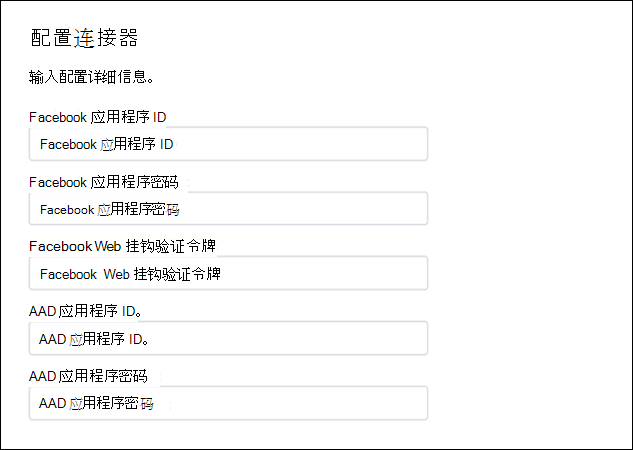 配置连接器
输入配置详细信息。
Facebook 应用程序 ID
Facebook 应用程序 ID
Facebook 应用程序密码
Facebook 应用程序密码
Facebook Web 挂钩验证令牌
Facebook Web 挂钩验证令牌
AAD 应用程序 ID。
AAD 应用程序 ID。
AAD 应用程序密码
AAD 应用程序密码